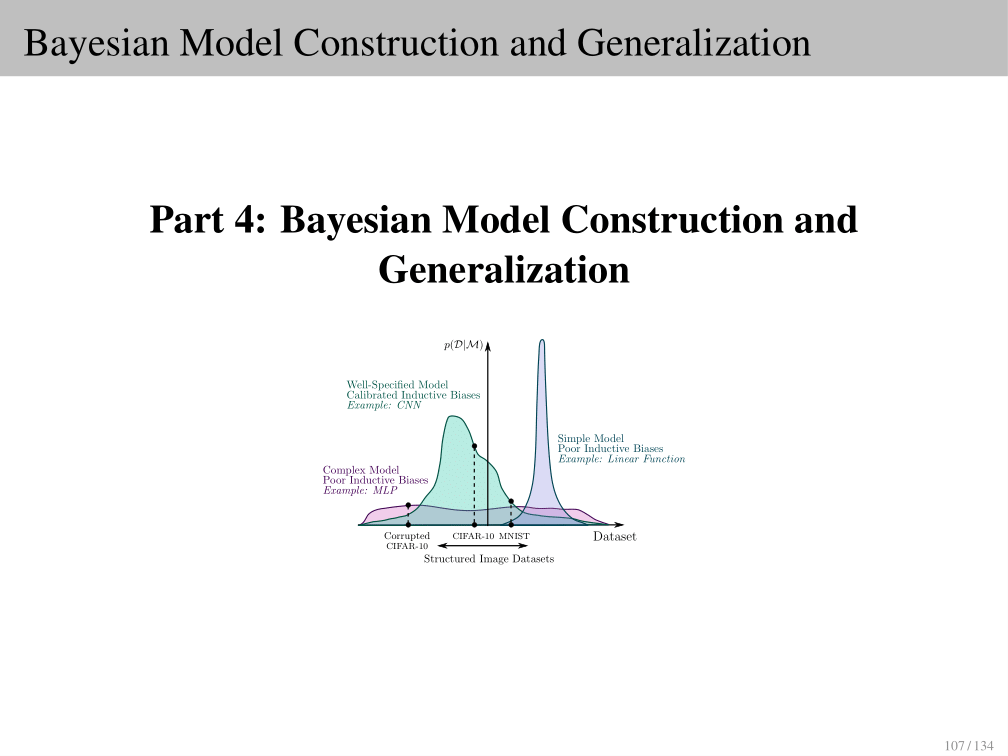 Bayesian Model Construction and Generalization
Part 4: Bayesian Model Construction and
Generalization
p(D|M)
Well-Specified Model
Calibrated Inductive Biases
Example: CNN
Simple Model
Poor Inductive Biases
Example: Linear Function
Complex Model
Poor Inductive Biases
Example: MLP
Corrupted
CIFAR-10
CIFAR-10
MNIST
Dataset
Structured Image Datasets
107 / 134